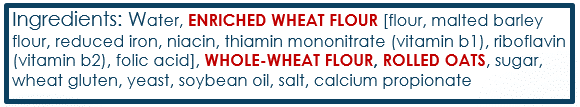 Ingredients: Water, ENRICHED WHEAT FLOUR [flour, malted barley
flour, reduced iron, niacin, thiamin mononitrate (vitamin b1), riboflavin
(vitamin b2), folic acid], WHOLE-WHEAT FLOUR, ROLLED OATS, sugar,
wheat gluten, yeast, soybean oil, salt, calcium propionate